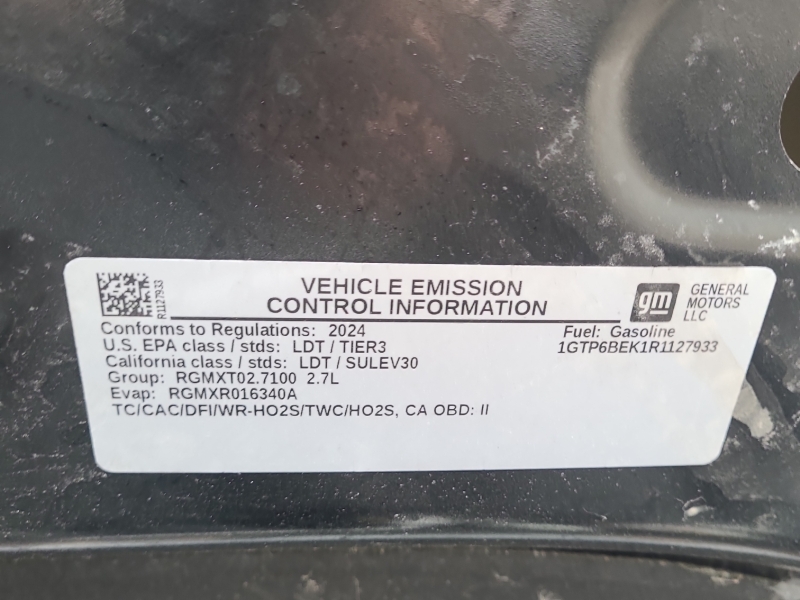 R1127933
VEHICLE EMISSION
CONTROL INFORMATION
gm
GENERAL
MOTORS
LLC
Conforms to Regulations: 2024
Fuel: Gasoline
U.S. EPA class / stds: LDT / TIER3
1GTP6BEK1R1127933
California class / stds: LDT / SULEV30
Group: RGMXT02.7100 2.7L
Evap: RGMXR016340A
TC/CAC/DFI/WR-HO2S/TWC/HO2S, CA OBD: II